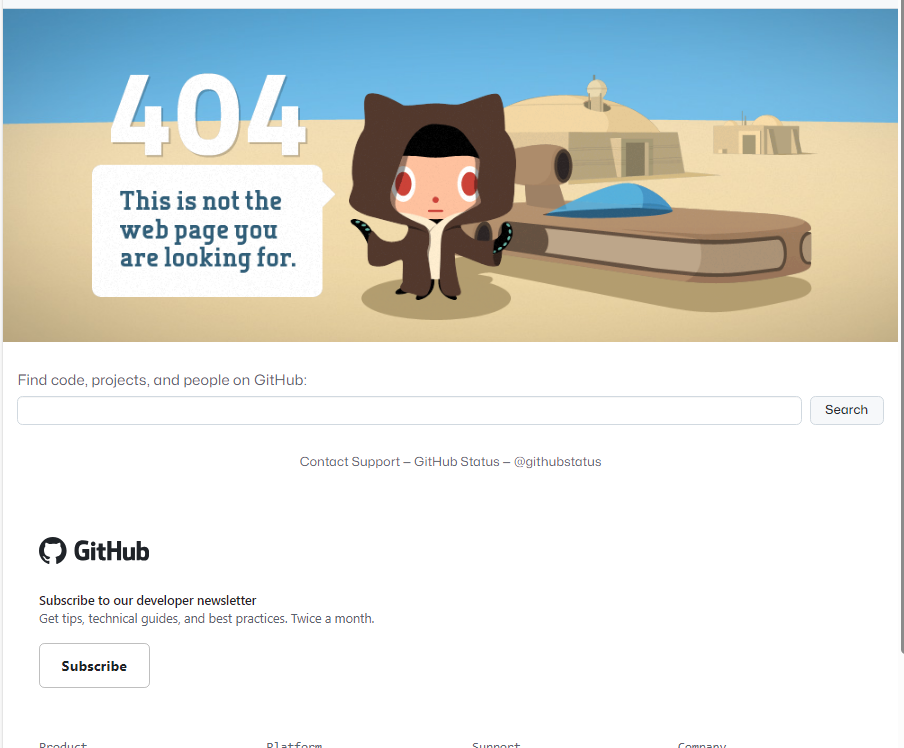 404
This is not the
web page you
are looking for.
Find code, projects, and people on GitHub:
Search
Contact Support — GitHub Status — @githubstatus
GitHub
Subscribe to our developer newsletter
Get tips, technical guides, and best practices. Twice a month.
Subscribe
Product Platform Support Company